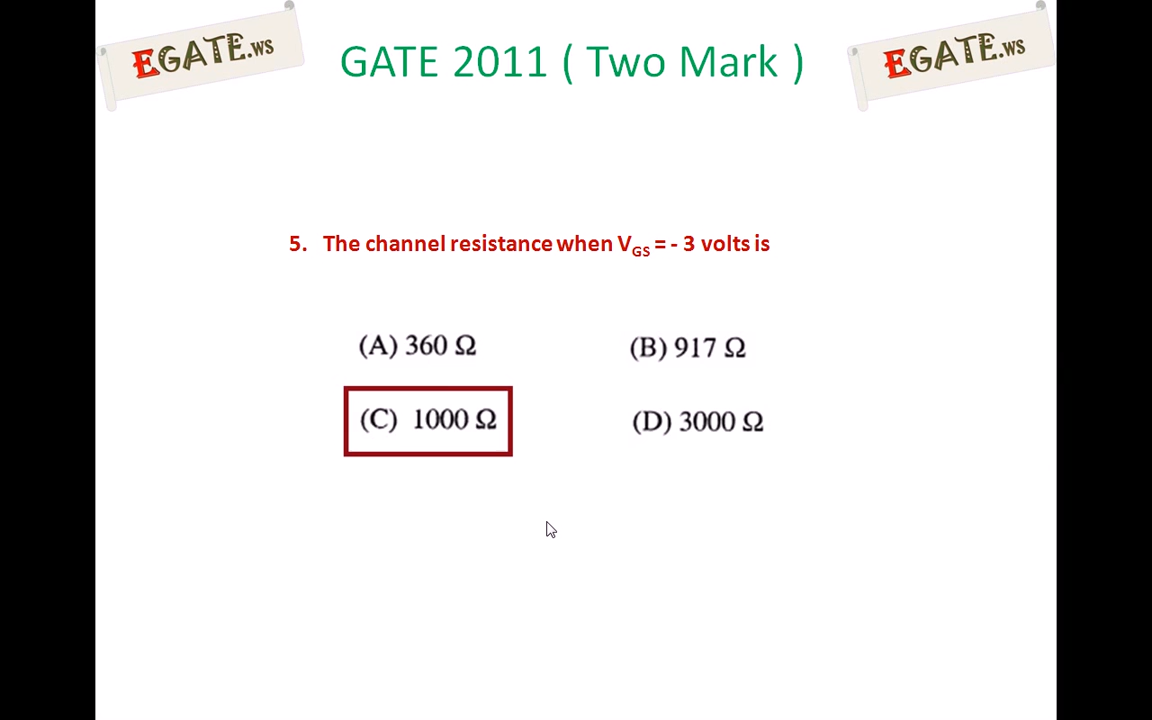 EGATE.ws
GATE 2011 ( Two Mark )
EGATE.ws
5. The channel resistance when VGS = - 3 volts is
(A) 360 Ω
(B) 917 Ω
(C) 1000 Ω
(D) 3000 Ω